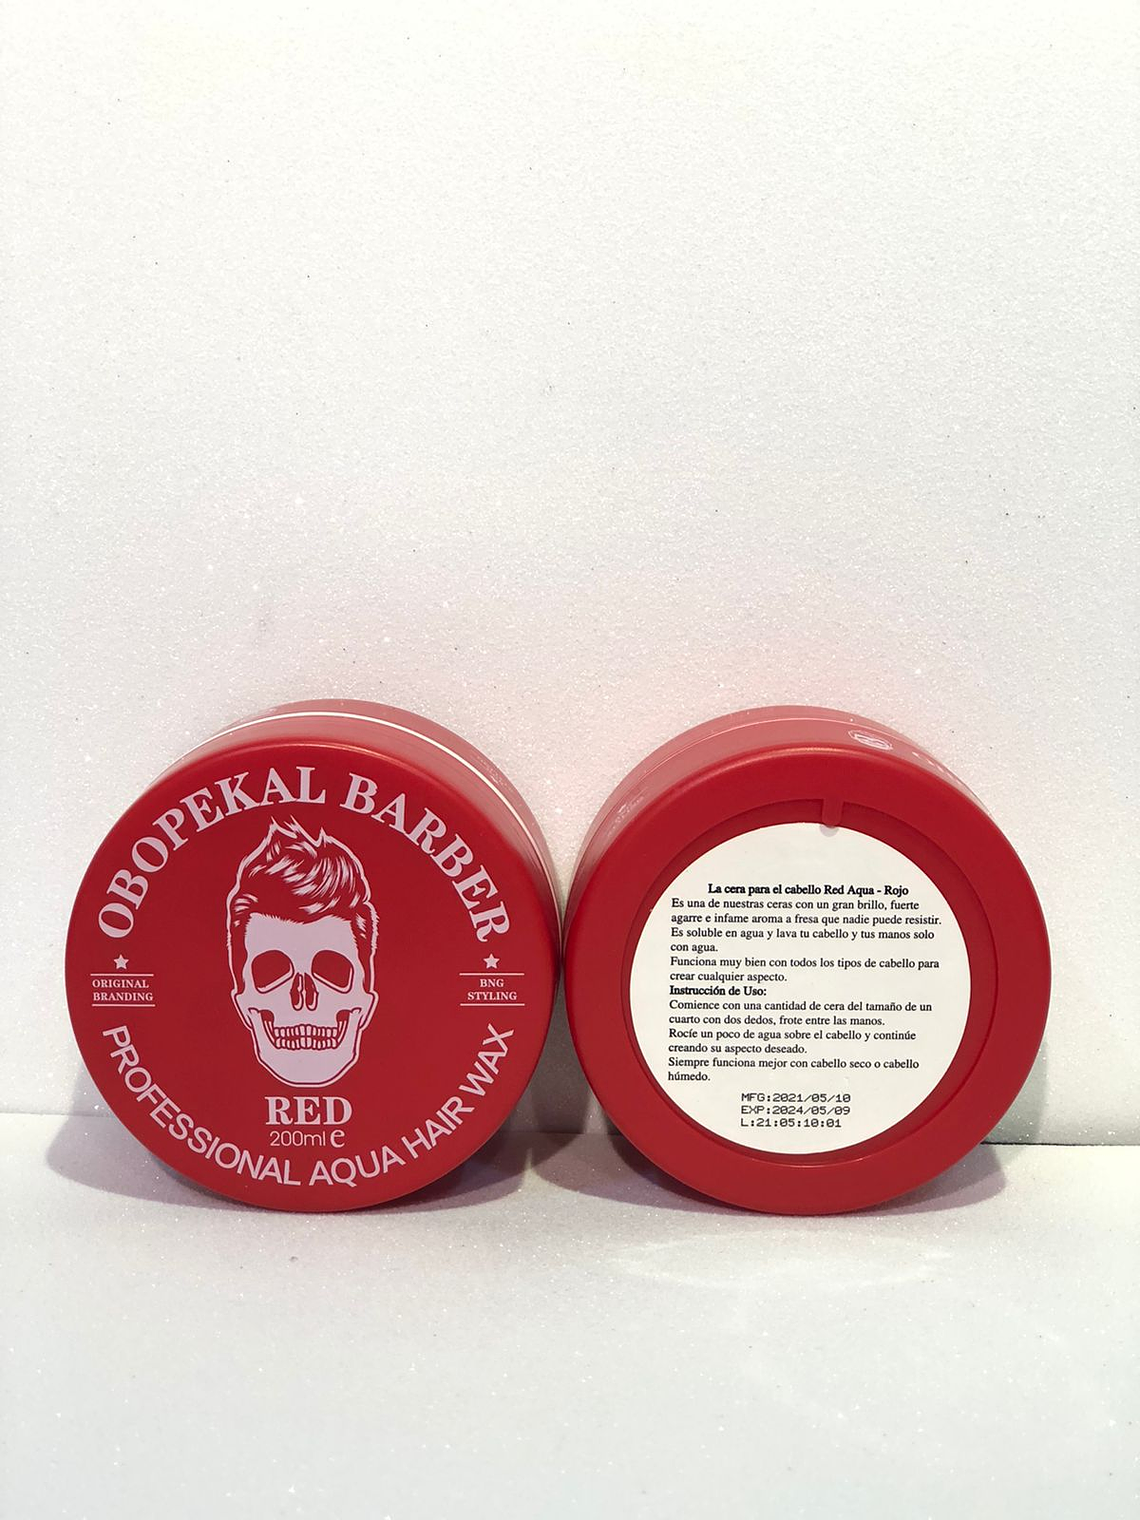 OBOPEKAL BARBER
ORIGINAL
BRANDING
BNG
STYLING
RED
200ml e
PROFESSIONAL AQUA HAIR WAX
La cera para el cabello Red Aqua - Rojo
Es una de nuestras ceras con un gran brillo, fuerte
agarre e infame aroma a fresa que nadie puede resistir.
Es soluble en agua y lava tu cabello y tus manos solo
con agua.
Funciona muy bien con todos los tipos de cabello para
crear cualquier aspecto.
Instrucción de Uso:
Comience con una cantidad de cera del tamaño de un
cuarto con dos dedos, frote entre las manos.
Rocíe un poco de agua sobre el cabello y continúe
creando su aspecto deseado.
Siempre funciona mejor con cabello seco o cabello
húmedo.
MFG:2021/05/10
EXP:2024/05/09
L:21:05:10:01